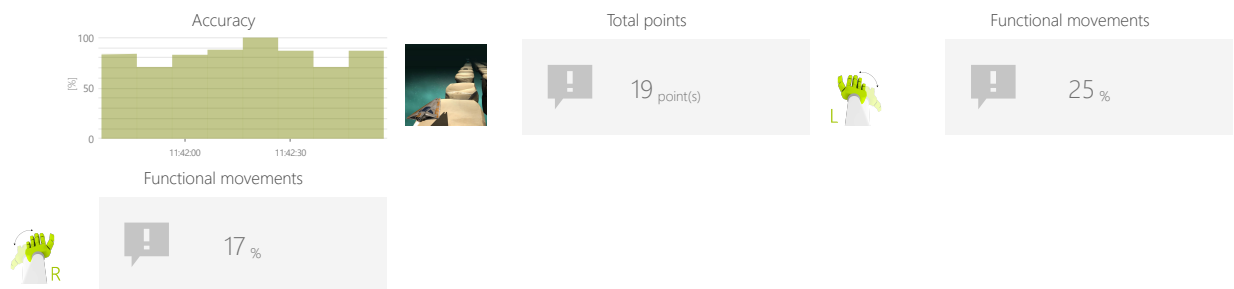 Accuracy
100
[%]
50
0
11:42:00
11:42:30
Total points
19 point(s)
Functional movements
L
25 %
Functional movements
R
17 %